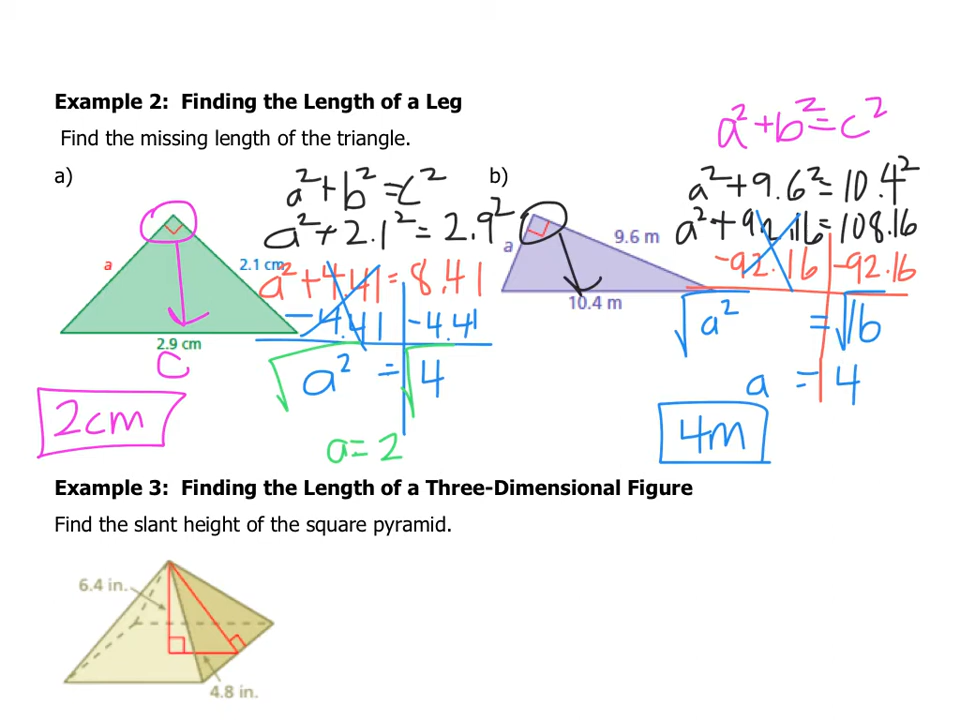 Example 2: Finding the Length of a Leg
Find the missing length of the triangle.
a)
a² + b² = c²
a² + 2.1² = 2.9²
a² + 4.41 = 8.41
-4.41 -4.41
√a² = √4
a = 2
a
2.1 cm
2.9 cm
C
2cm
b)
a² + b² = c²
a² + 9.6² = 10.4²
a² + 92.16 = 108.16
-92.16 -92.16
√a² = √16
a = 4
a
9.6 m
10.4 m
4m
Example 3: Finding the Length of a Three-Dimensional Figure
Find the slant height of the square pyramid.
6.4 in.
4.8 in.